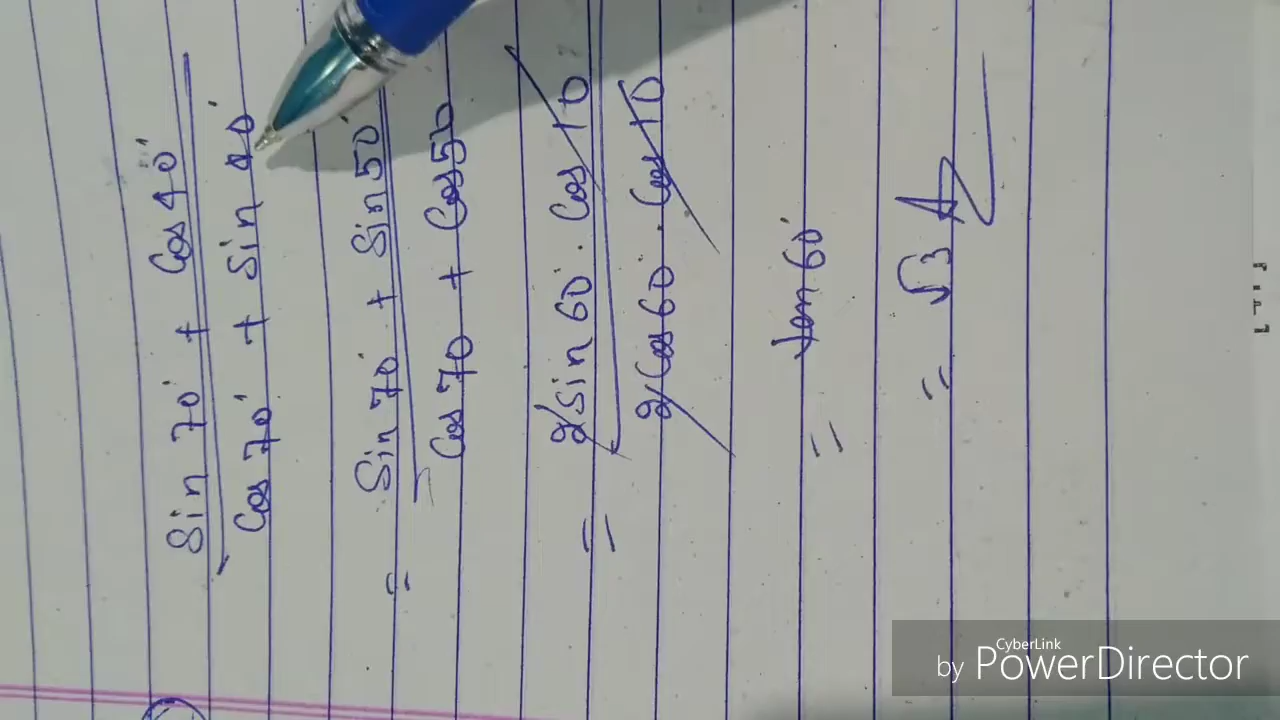 Sin 70° + Cos 40°
Cos 70° + Sin 40°
= Sin 70° + Sin 50°
Cos 70 + Cos 50
= 2 Sin 60° . Cos 10
2 Cos 60 . Cos 10
= tan 60°
= √3 A
CyberLink
by PowerDirector